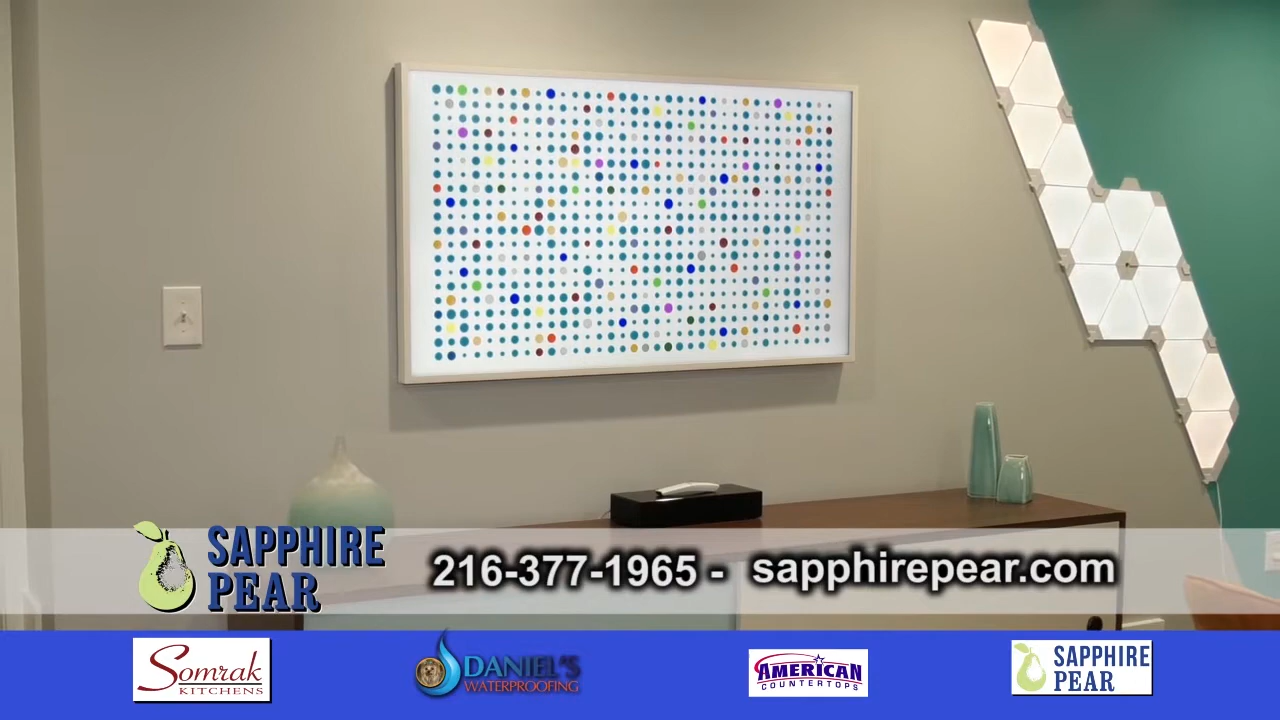 SAPPHIRE
PEAR
216-377-1965 - sapphirepear.com
Somrak
KITCHENS
DANIEL'S
WATERPROOFING
AMERICAN
COUNTERTOPS
SAPPHIRE
PEAR